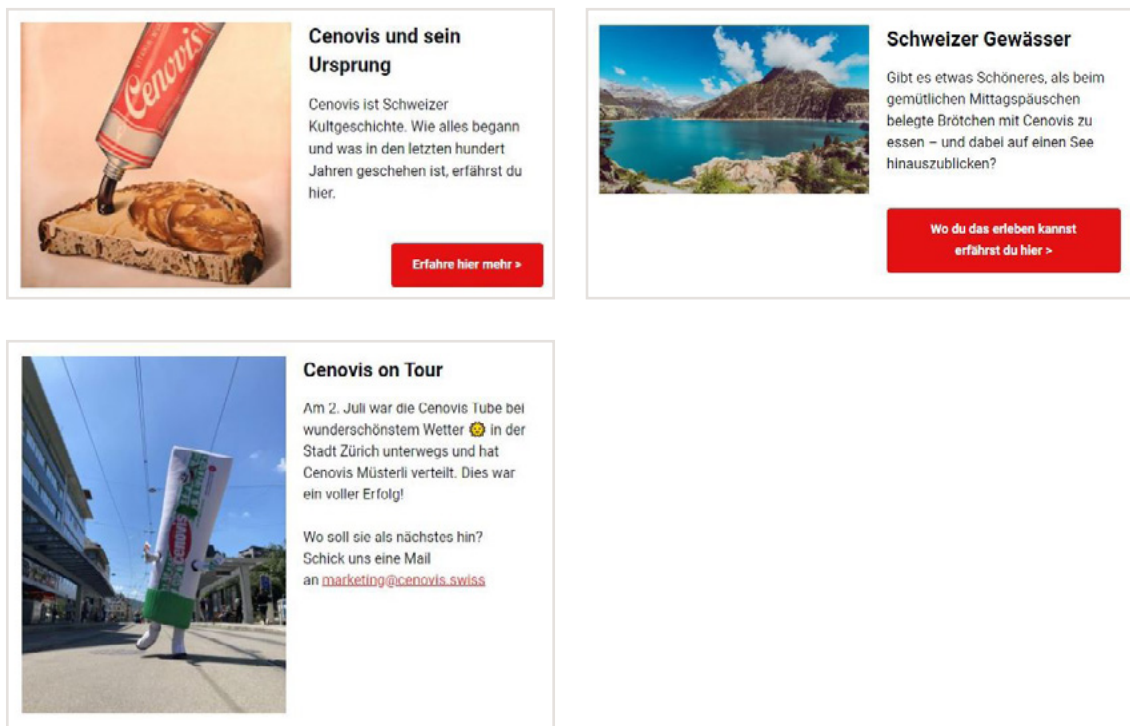 Cenovis
Cenovis und sein
Ursprung
Cenovis ist Schweizer
Kultgeschichte. Wie alles begann
und was in den letzten hundert
Jahren geschehen ist, erfährst du
hier.
Erfahre hier mehr >
Schweizer Gewässer
Gibt es etwas Schöneres, als beim
gemütlichen Mittagspäuschen
belegte Brötchen mit Cenovis zu
essen – und dabei auf einen See
hinauszublicken?
Wo du das erleben kannst
erfährst du hier >
CENOVIS
Cenovis on Tour
Am 2. Juli war die Cenovis Tube bei
wunderschönstem Wetter 🌞 in der
Stadt Zürich unterwegs und hat
Cenovis Müsterli verteilt. Dies war
ein voller Erfolg!
Wo soll sie als nächstes hin?
Schick uns eine Mail
an marketing@cenovis.swiss